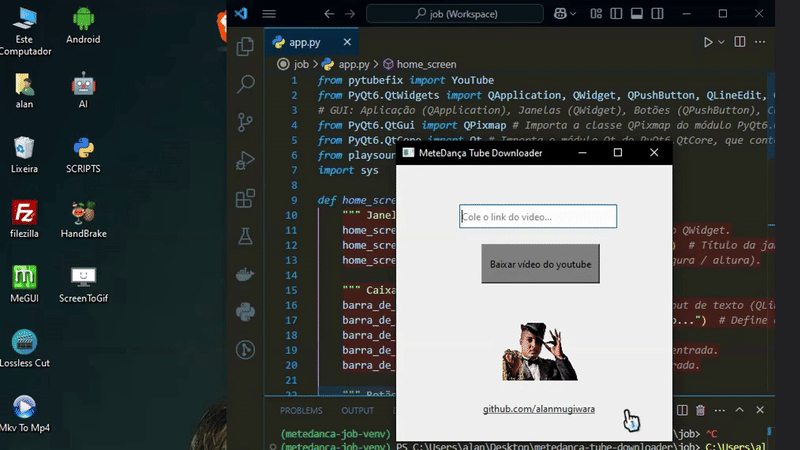 Este
Computador
Android
alan
AI
Lixeira
SCRIPTS
filezilla
HandBrake
MeGUI
ScreenToGif
Lossless Cut
Mkv To Mp4
job (Workspace)
app.py
job > app.py > home_screen
1 from pytubefix import YouTube
2 from PyQt6.QtWidgets import QApplication, QWidget, QPushButton, QLineEdit,
3 # GUI: Aplicação (QApplication), Janelas (QWidget), Botões (QPushButton),
4 from PyQt6.QtGui import QPixmap # Importa a classe QPixmap do módulo PyQt6.
5 from PyQt6.QtCore import Qt # Importa o módulo Qt do PyQt6.QtCore, que cont
6 from playsour
7 import sys
8
9 def home_scre
10 """ Janel
11 home_scre o QWidget.
12 home_scre ) # Título da ja
13 home_scre gura / altura).
14
15 """ Caixa
16 barra_de_ out de texto (QLi
17 barra_de_ o...") # Define
18 barra_de_
19 barra_de_ entrada.
20 barra_de_ rada.
21
22 """ Botõ
MeteDança Tube Downloader
Cole o link do video...
Baixar vídeo do youtube
github.com/alanmugiwara
PROBLEMS OUTPUT
(metedanca-job-venv) \job> ^C
(metedanca-job-venv) PS C:\Users\alan\Desktop\metedanca-tube-downloader\job> C:\Users\al